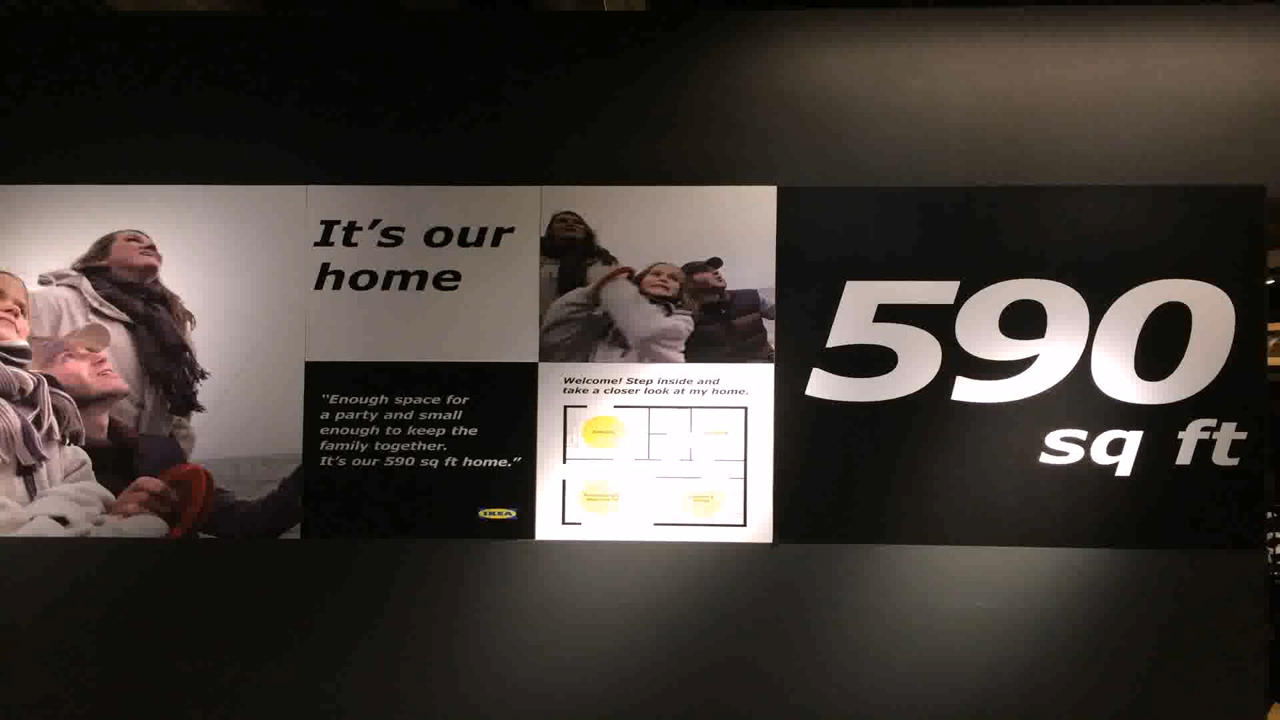 It's our
home
"Enough space for
a party and small
enough to keep the
family together.
It's our 590 sq ft home."
IKEA
Welcome! Step inside and
take a closer look at my home.
590
sq ft